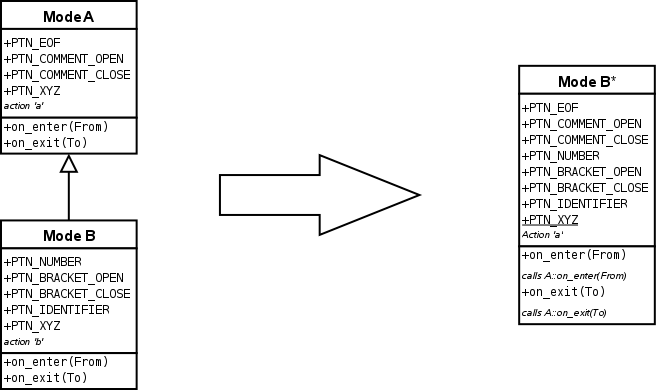 Mode A
+PTN_EOF
+PTN_COMMENT_OPEN
+PTN_COMMENT_CLOSE
+PTN_XYZ
action 'a'
+on_enter(From)
+on_exit(To)
Mode B
+PTN_NUMBER
+PTN_BRACKET_OPEN
+PTN_BRACKET_CLOSE
+PTN_IDENTIFIER
+PTN_XYZ
action 'b'
+on_enter(From)
+on_exit(To)
Mode B*
+PTN_EOF
+PTN_COMMENT_OPEN
+PTN_COMMENT_CLOSE
+PTN_NUMBER
+PTN_BRACKET_OPEN
+PTN_BRACKET_CLOSE
+PTN_IDENTIFIER
+PTN_XYZ
Action 'a'
+on_enter(From)
calls A::on_enter(From)
+on_exit(To)
calls A::on_exit(To)